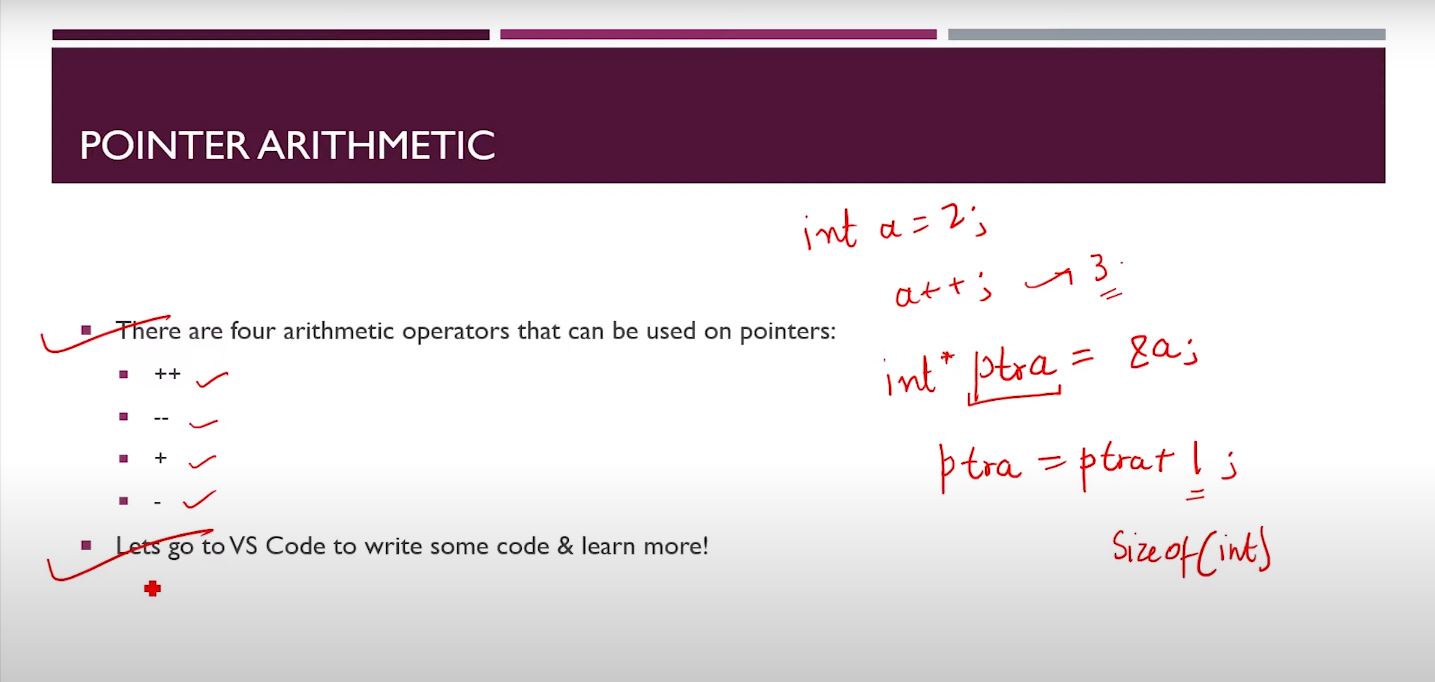 POINTER ARITHMETIC
int a = 2;
a++; → 3
There are four arithmetic operators that can be used on pointers:
++
--
+
-
int* ptra = &a;
ptra = ptra + 1;
Sizeof(int)
Lets go to VS Code to write some code & learn more!